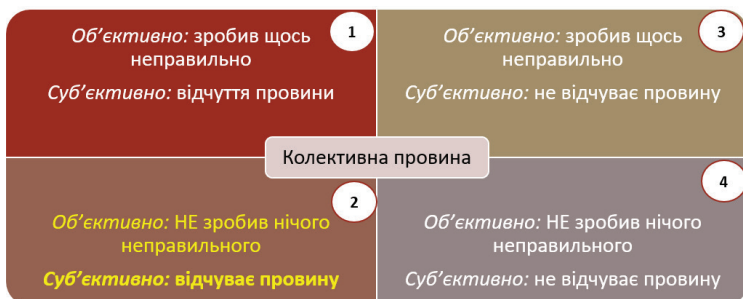 1
Об’єктивно: зробив щось
неправильно
Суб’єктивно: відчуття провини
3
Об’єктивно: зробив щось
неправильно
Суб’єктивно: не відчуває провину
Колективна провина
2
Об’єктивно: НЕ зробив нічого
неправильного
Суб’єктивно: відчуває провину
4
Об’єктивно: НЕ зробив нічого
неправильного
Суб’єктивно: не відчуває провину